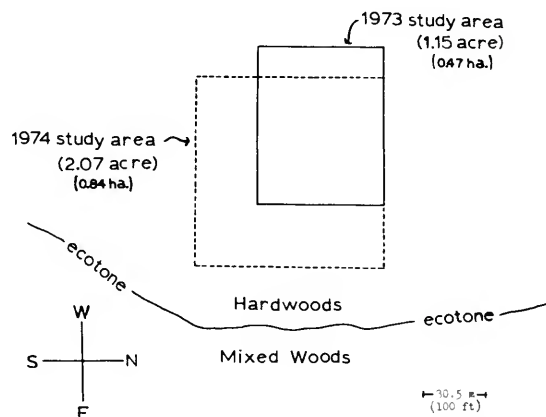 1973 study area
(1.15 acre)
(0.47 ha.)
1974 study area
(2.07 acre)
(0.84 ha.)
ecotone
Hardwoods
ecotone
Mixed Woods
W
S
N
E
30.5 m
(100 ft)